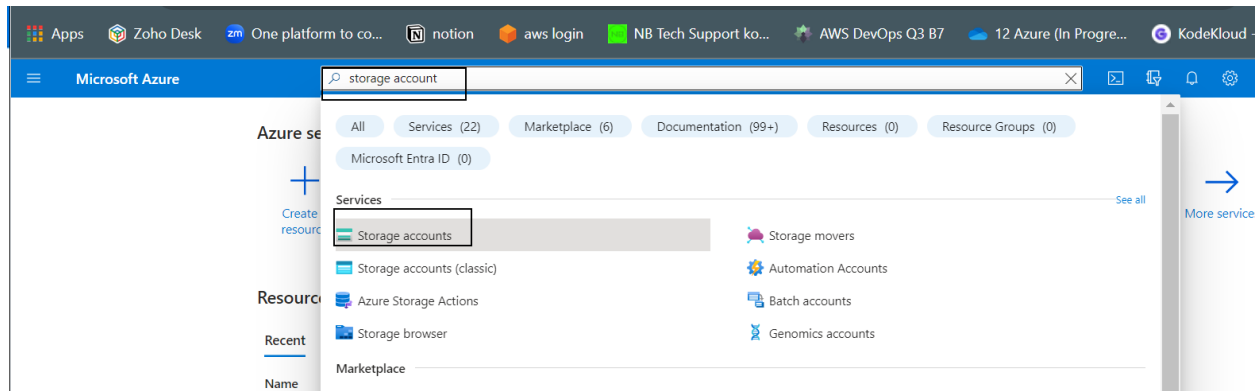 Apps Zoho Desk zm One platform to co... notion aws login NB Tech Support ko... AWS DevOps Q3 B7 12 Azure (In Progre... G KodeKloud -
Microsoft Azure storage account
All Services (22) Marketplace (6) Documentation (99+) Resources (0) Resource Groups (0)
Microsoft Entra ID (0)
Azure se
Create
resourc
Services See all
More service
Storage accounts Storage movers
Storage accounts (classic) Automation Accounts
Azure Storage Actions Batch accounts
Storage browser Genomics accounts
Resourc
Recent
Marketplace
Name